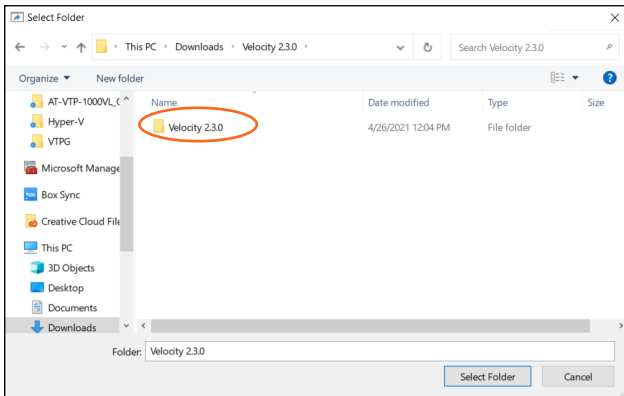 Select Folder
This PC > Downloads > Velocity 2.3.0 >
Search Velocity 2.3.0
Organize
New folder
Name
Date modified
Type
Size
AT-VTP-1000VL_
Hyper-V
VTPG
Microsoft Manage
Box Sync
Creative Cloud File
This PC
3D Objects
Desktop
Documents
Downloads
Velocity 2.3.0
4/26/2021 12:04 PM
File folder
Folder:
Velocity 2.3.0
Select Folder
Cancel